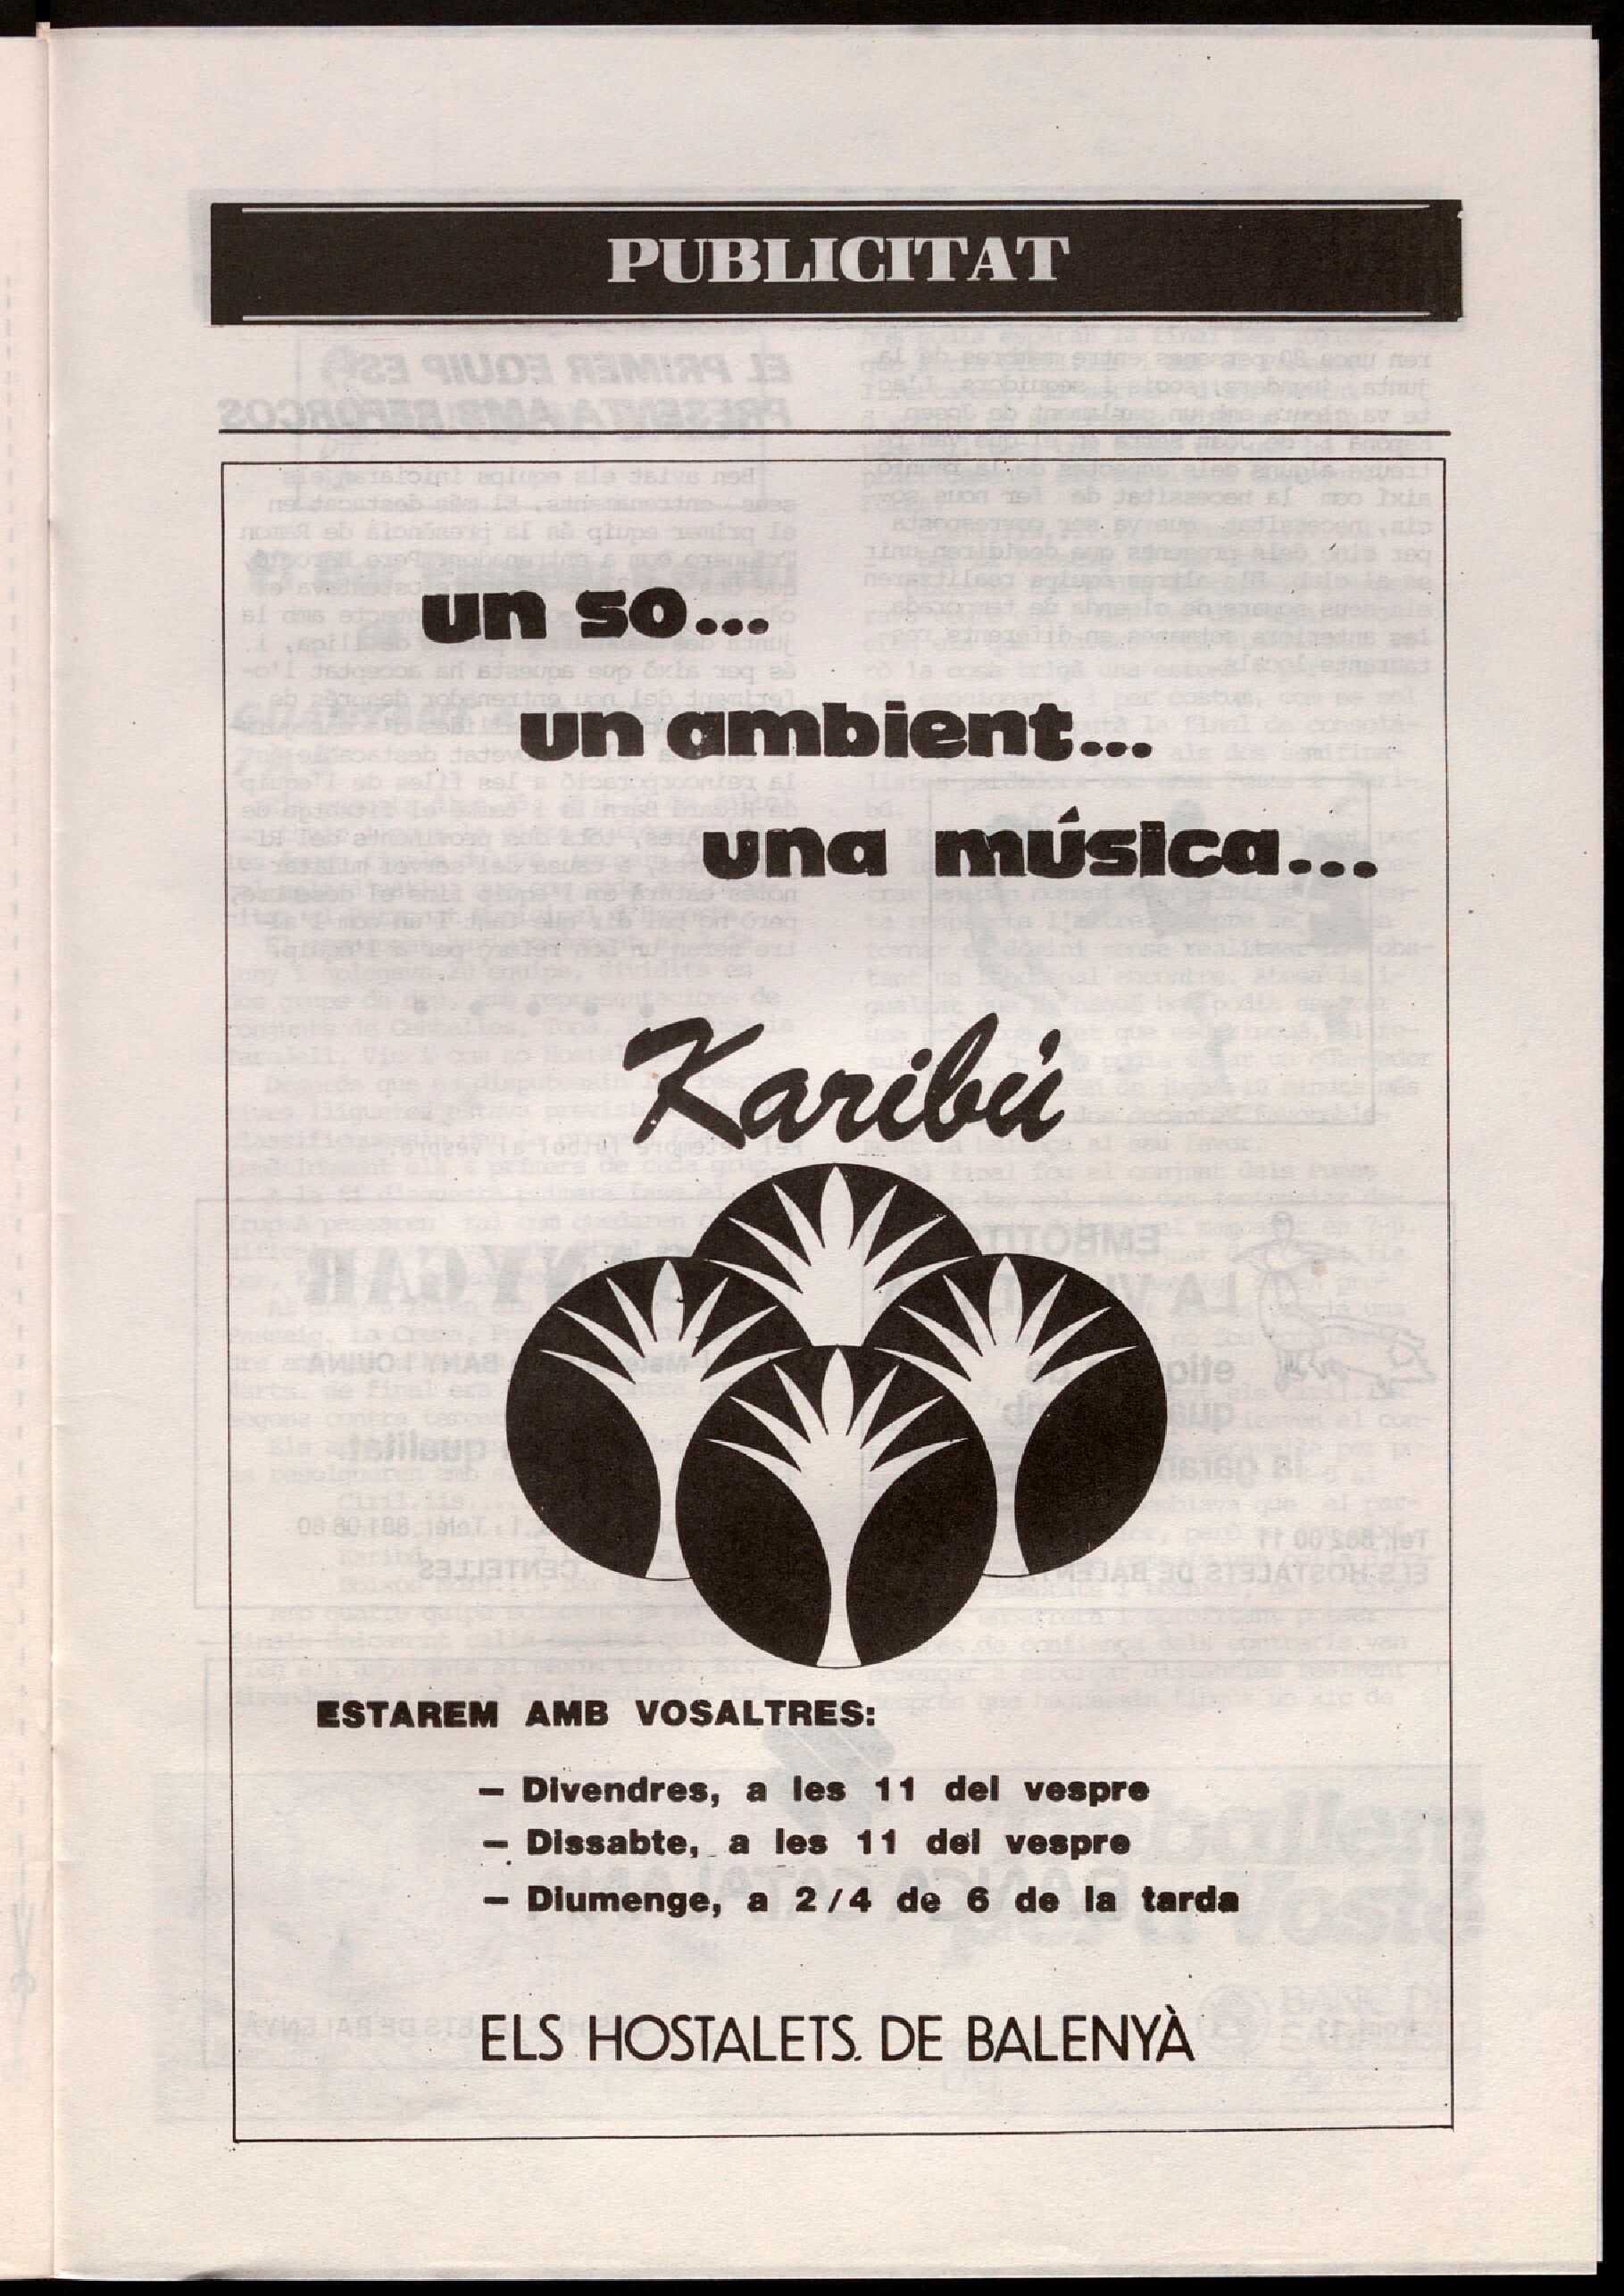 PUBLICITAT
un so...
un ambient...
una música...
Karibú
ESTAREM AMB VOSALTRES:
– Divendres, a les 11 del vespre
– Dissabte, a les 11 del vespre
– Diumenge, a 2/4 de 6 de la tarda
ELS HOSTALETS. DE BALENYÀ